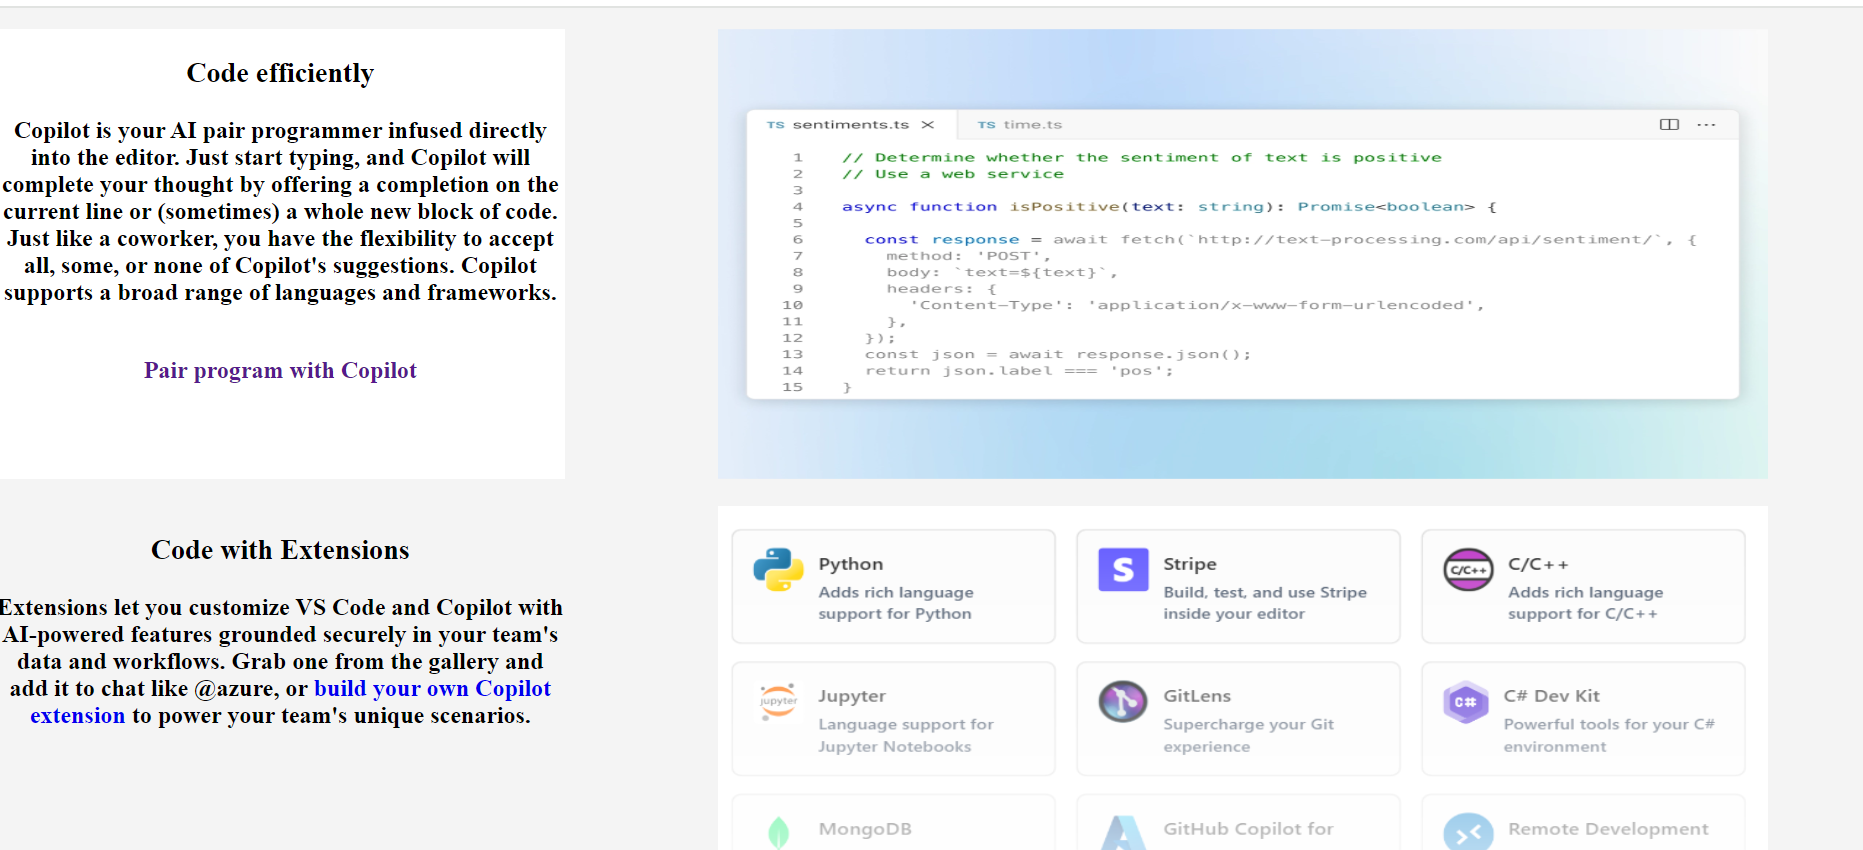 Code efficiently
Copilot is your AI pair programmer infused directly
into the editor. Just start typing, and Copilot will
complete your thought by offering a completion on the
current line or (sometimes) a whole new block of code.
Just like a coworker, you have the flexibility to accept
all, some, or none of Copilot's suggestions. Copilot
supports a broad range of languages and frameworks.
Pair program with Copilot
TS sentiments.ts × TS time.ts ···
1 // Determine whether the sentiment of text is positive
2 // Use a web service
3
4 async function isPositive(text: string): Promise<boolean> {
5
6 const response = await fetch(`http://text-processing.com/api/sentiment/`, {
7 method: 'POST',
8 body: `text=${text}`,
9 headers: {
10 'Content-Type': 'application/x-www-form-urlencoded',
11 },
12 });
13 const json = await response.json();
14 return json.label === 'pos';
15 }
Code with Extensions
Extensions let you customize VS Code and Copilot with
AI-powered features grounded securely in your team's
data and workflows. Grab one from the gallery and
add it to chat like @azure, or build your own Copilot
extension to power your team's unique scenarios.
Python
Adds rich language
support for Python
S
Stripe
Build, test, and use Stripe
inside your editor
C/C++
C/C++
Adds rich language
support for C/C++
jupyter
Jupyter
Language support for
Jupyter Notebooks
GitLens
Supercharge your Git
experience
C#
C# Dev Kit
Powerful tools for your C#
environment
MongoDB
GitHub Copilot for
Remote Development